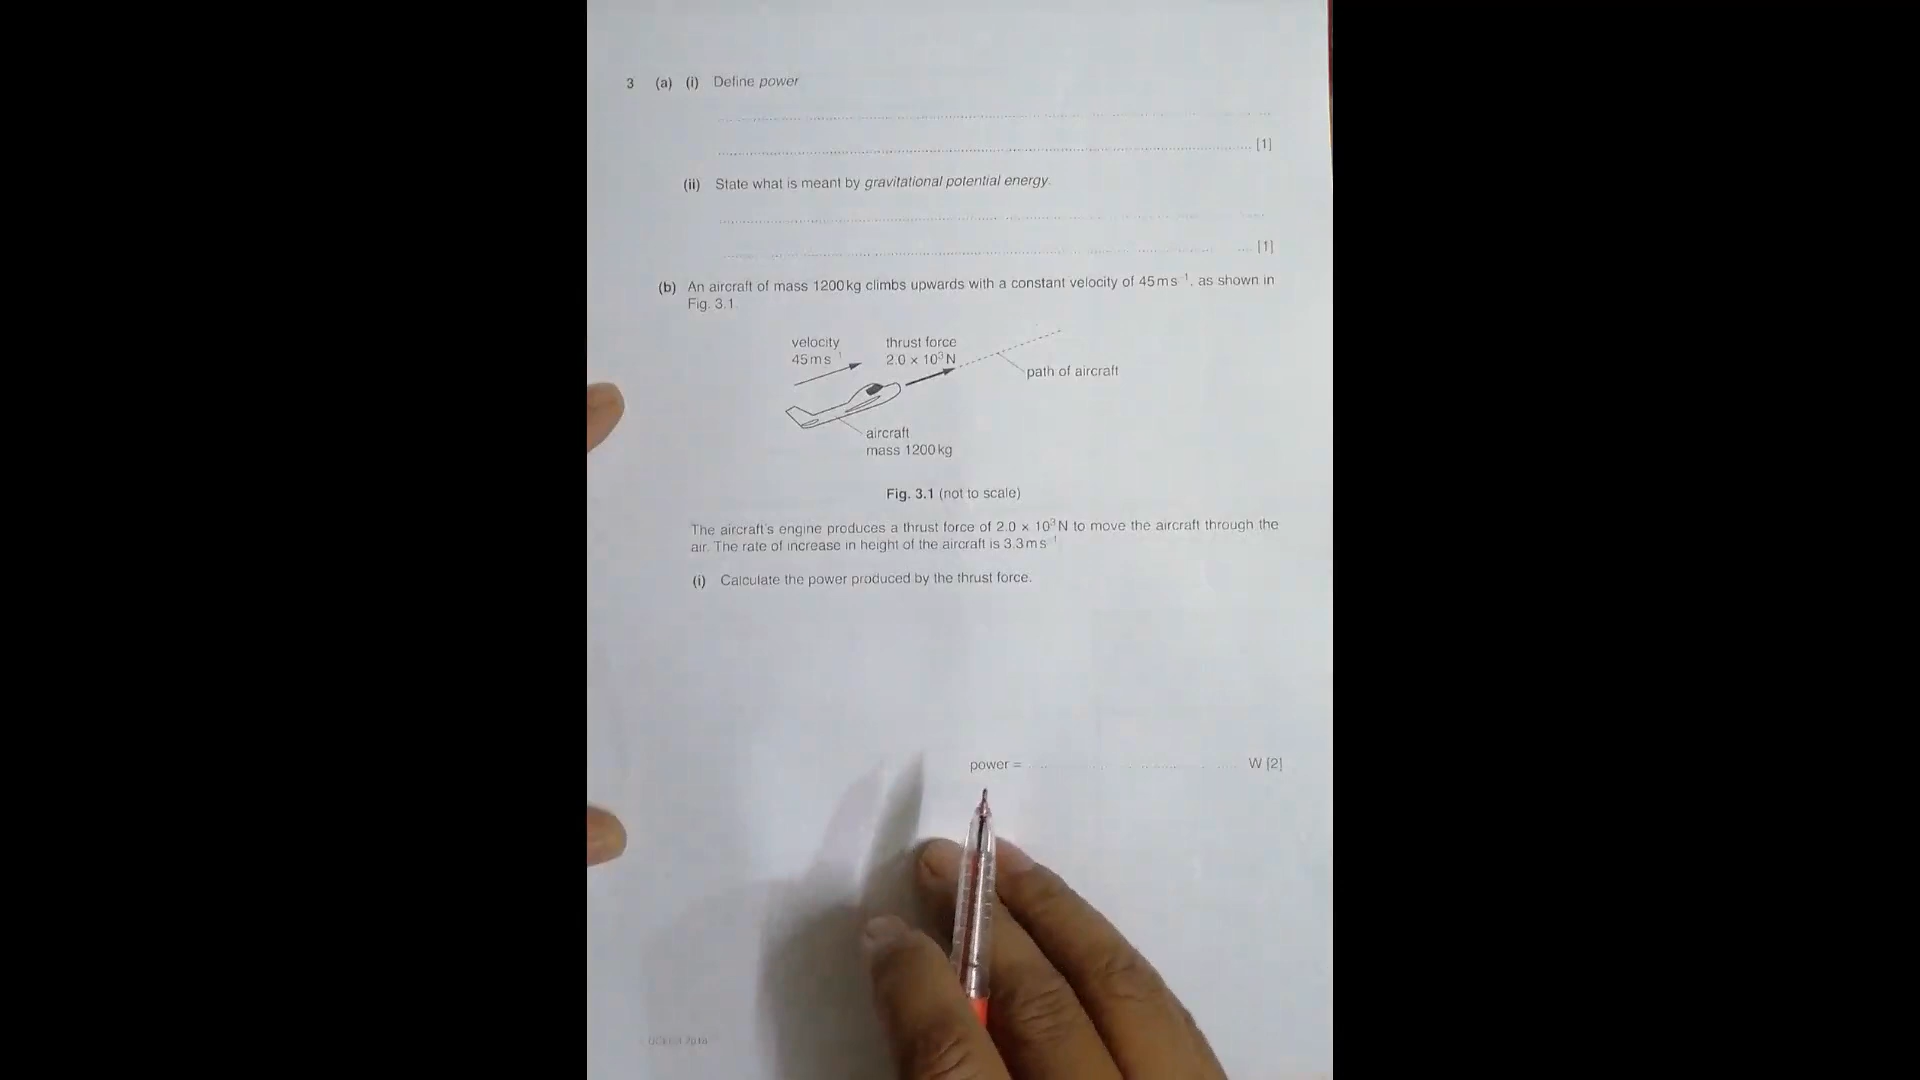 3 (a) (i) Define power
[1]
(ii) State what is meant by gravitational potential energy.
[1]
(b) An aircraft of mass 1200 kg climbs upwards with a constant velocity of 45 m s⁻¹, as shown in
Fig. 3.1.
velocity
45 m s⁻¹
thrust force
2.0 × 10³ N
path of aircraft
aircraft
mass 1200 kg
Fig. 3.1 (not to scale)
The aircraft's engine produces a thrust force of 2.0 × 10³ N to move the aircraft through the
air. The rate of increase in height of the aircraft is 3.3 m s⁻¹
(i) Calculate the power produced by the thrust force.
power = W [2]